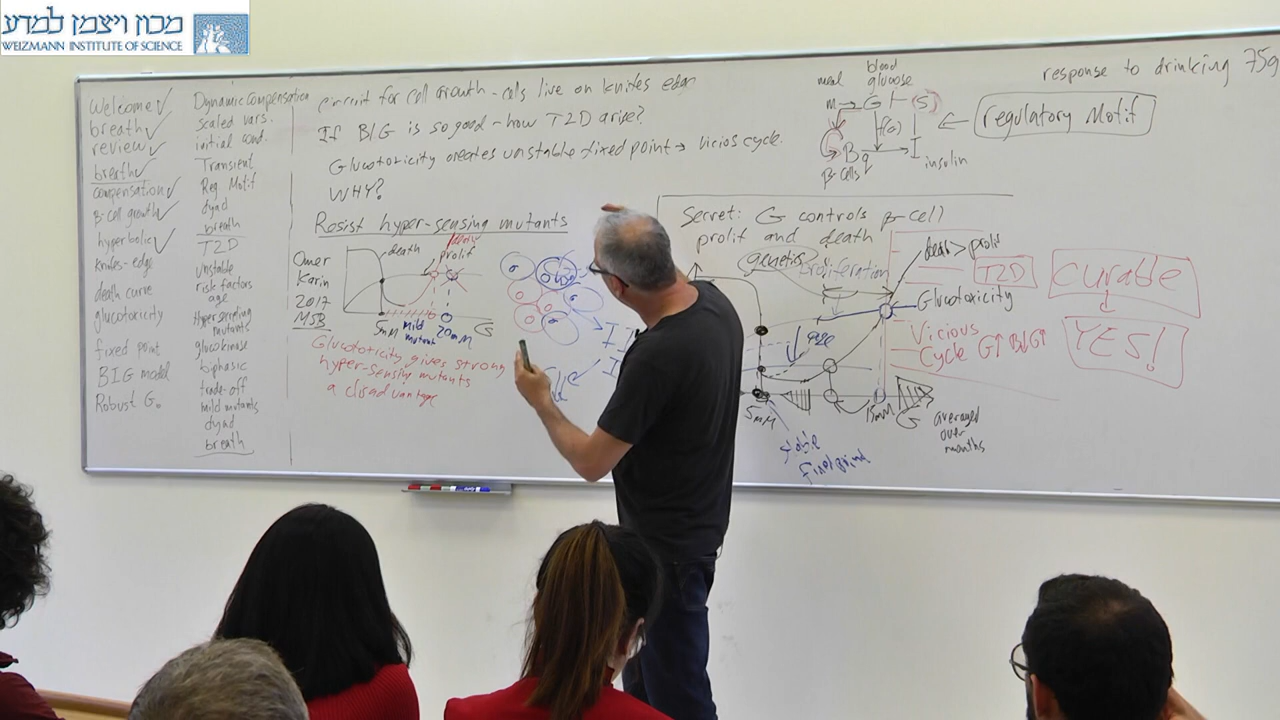 מכון ויצמן למדע
WEIZMANN INSTITUTE OF SCIENCE
Welcome ✓
breath ✓
review ✓
breath ✓
compensation ✓
β-cell growth ✓
hyperbolic ✓
knifes-edge
death curve
glucotoxicity
fixed point
BIG model
Robust G₀
Dynamic compensation
scaled vars.
initial cond.
Transient
Reg. Motif
dyad
breath
T2D
unstable
risk factors
age
Hypersensing
mutants
glucokinase
biphasic
trade-off
mild mutants
dyad
breath
circuit for cell growth - cells live on knifes edge
If BIG is so good - how T2D arise?
Glucotoxicity creates unstable fixed point → vicios cycle.
WHY?
Resist hyper-sensing mutants
Omer
Karin
2017
MSB
death
prolif
5mM
mild
mutant
20mM
G
Glucotoxicity gives strong
hyper-sensing mutants
a disadvantage
I
I
meal
blood
glucose
m → G ⊢ (S)
f(G)
B q → I
β-cells
insulin
response to drinking 75g
regulatory Motif
Secret: G controls β-cell
prolif and death
genetics
proliferation
death > prolif
T2D
curable
Glucotoxicity
age
Vicious
Cycle G↑ B↓ G↑
YES!
5mM
15mM
G
averaged
over
months
stable
fixed point